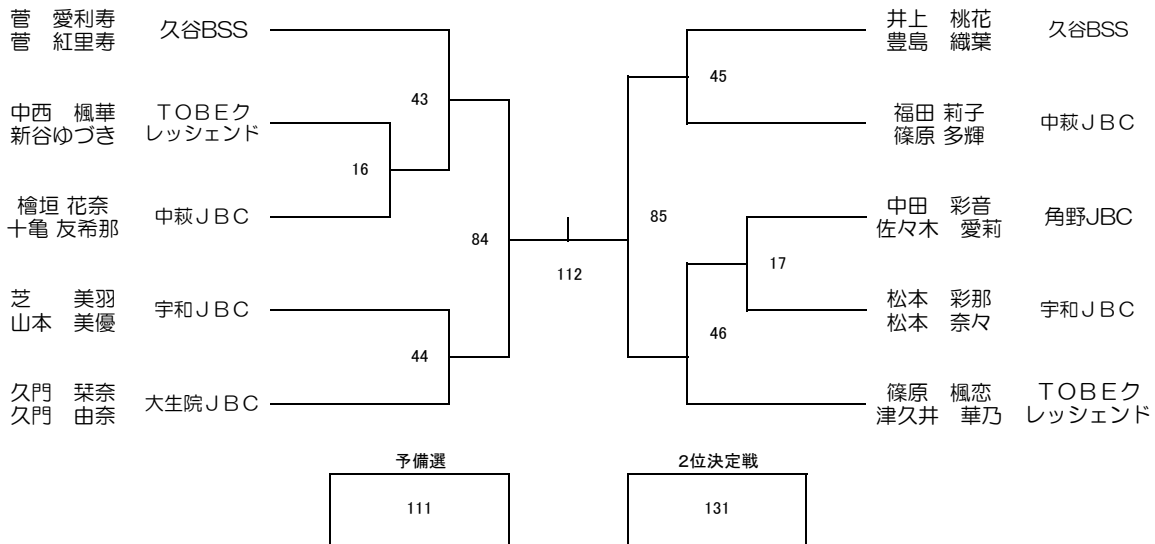 菅　愛利寿
菅　紅里寿
久谷BSS
中西　楓華
新谷ゆづき
ＴＯＢＥク
レッシェンド
檜垣 花奈
十亀 友希那
中萩ＪＢＣ
芝　　美羽
山本　美優
宇和ＪＢＣ
久門　栞奈
久門　由奈
大生院ＪＢＣ
43
16
84
44
112
井上　桃花
豊島　織葉
久谷BSS
福田 莉子
篠原 多輝
中萩ＪＢＣ
中田　彩音
佐々木　愛莉
角野JBC
松本　彩那
松本　奈々
宇和ＪＢＣ
篠原　楓恋
津久井　華乃
ＴＯＢＥク
レッシェンド
45
85
17
46
予備選
111
2位決定戦
131